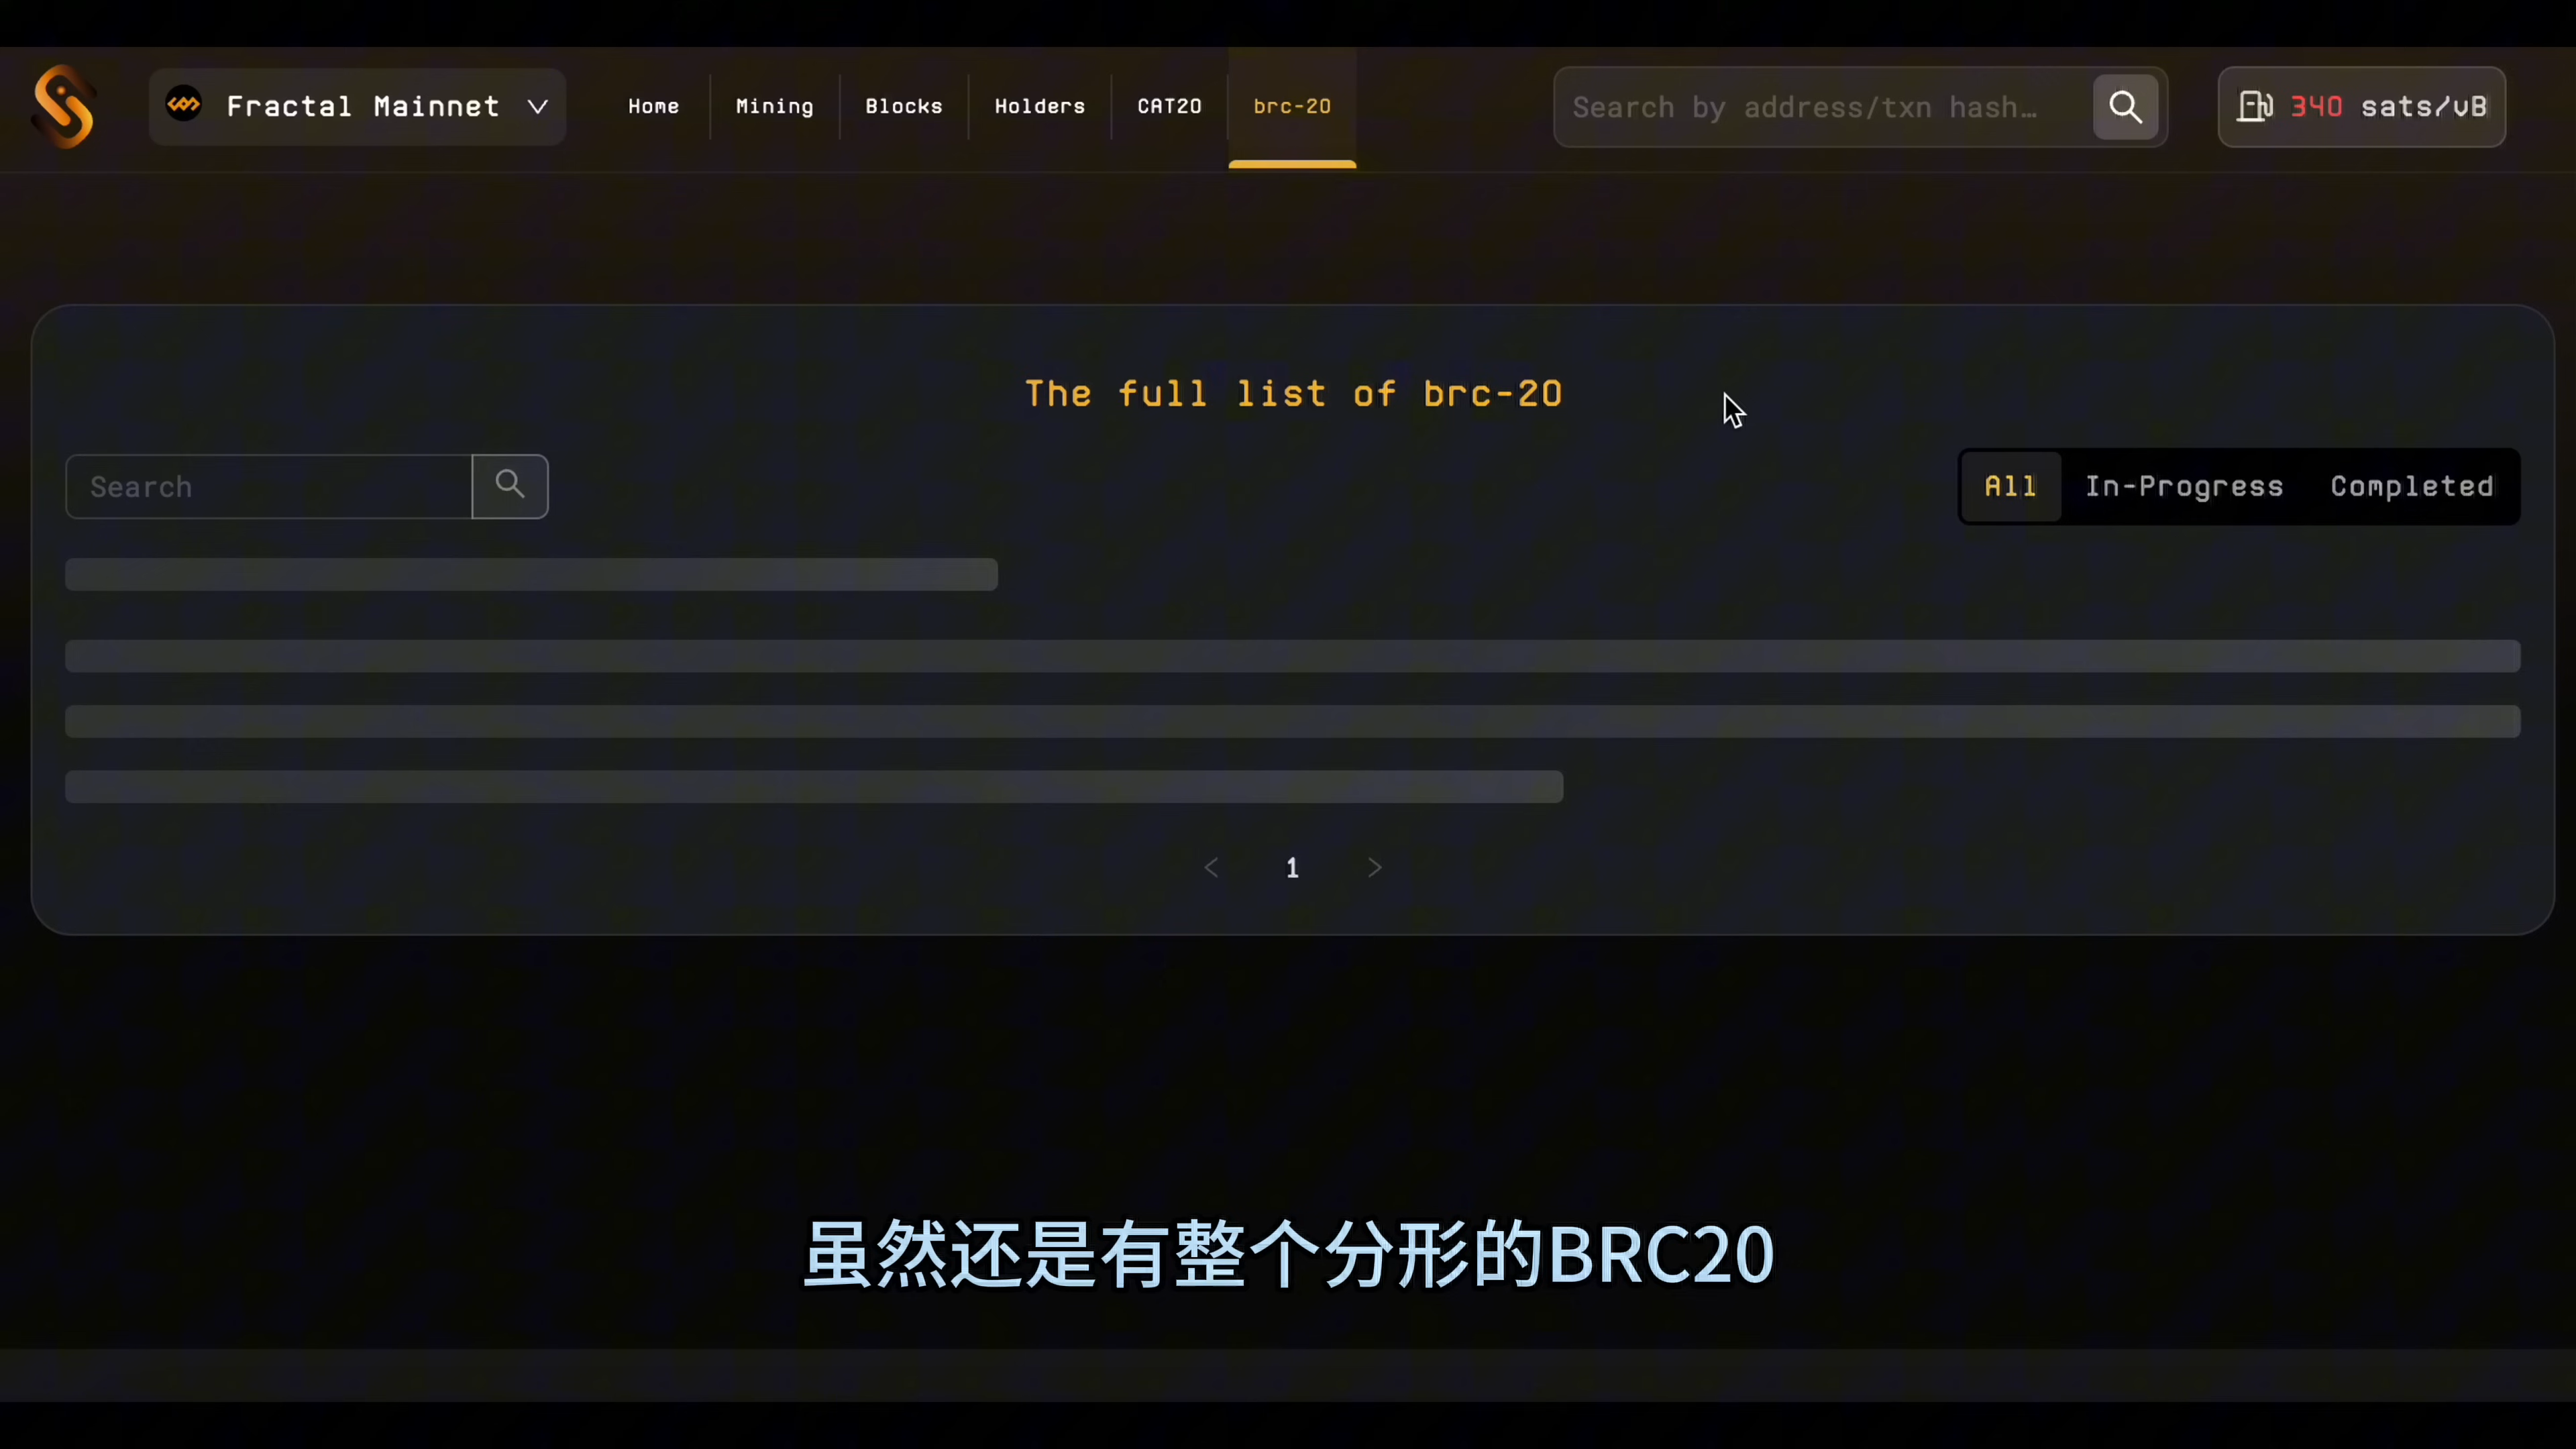 Fractal Mainnet
Home
Mining
Blocks
Holders
CAT20
brc-20
Search by address/txn hash…
340 sats/vB
The full list of brc-20
Search
All
In-Progress
Completed
1
虽然还是有整个分形的BRC20